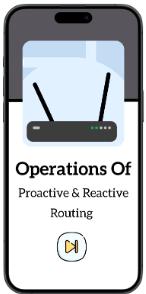 Operations Of
Proactive & Reactive
Routing